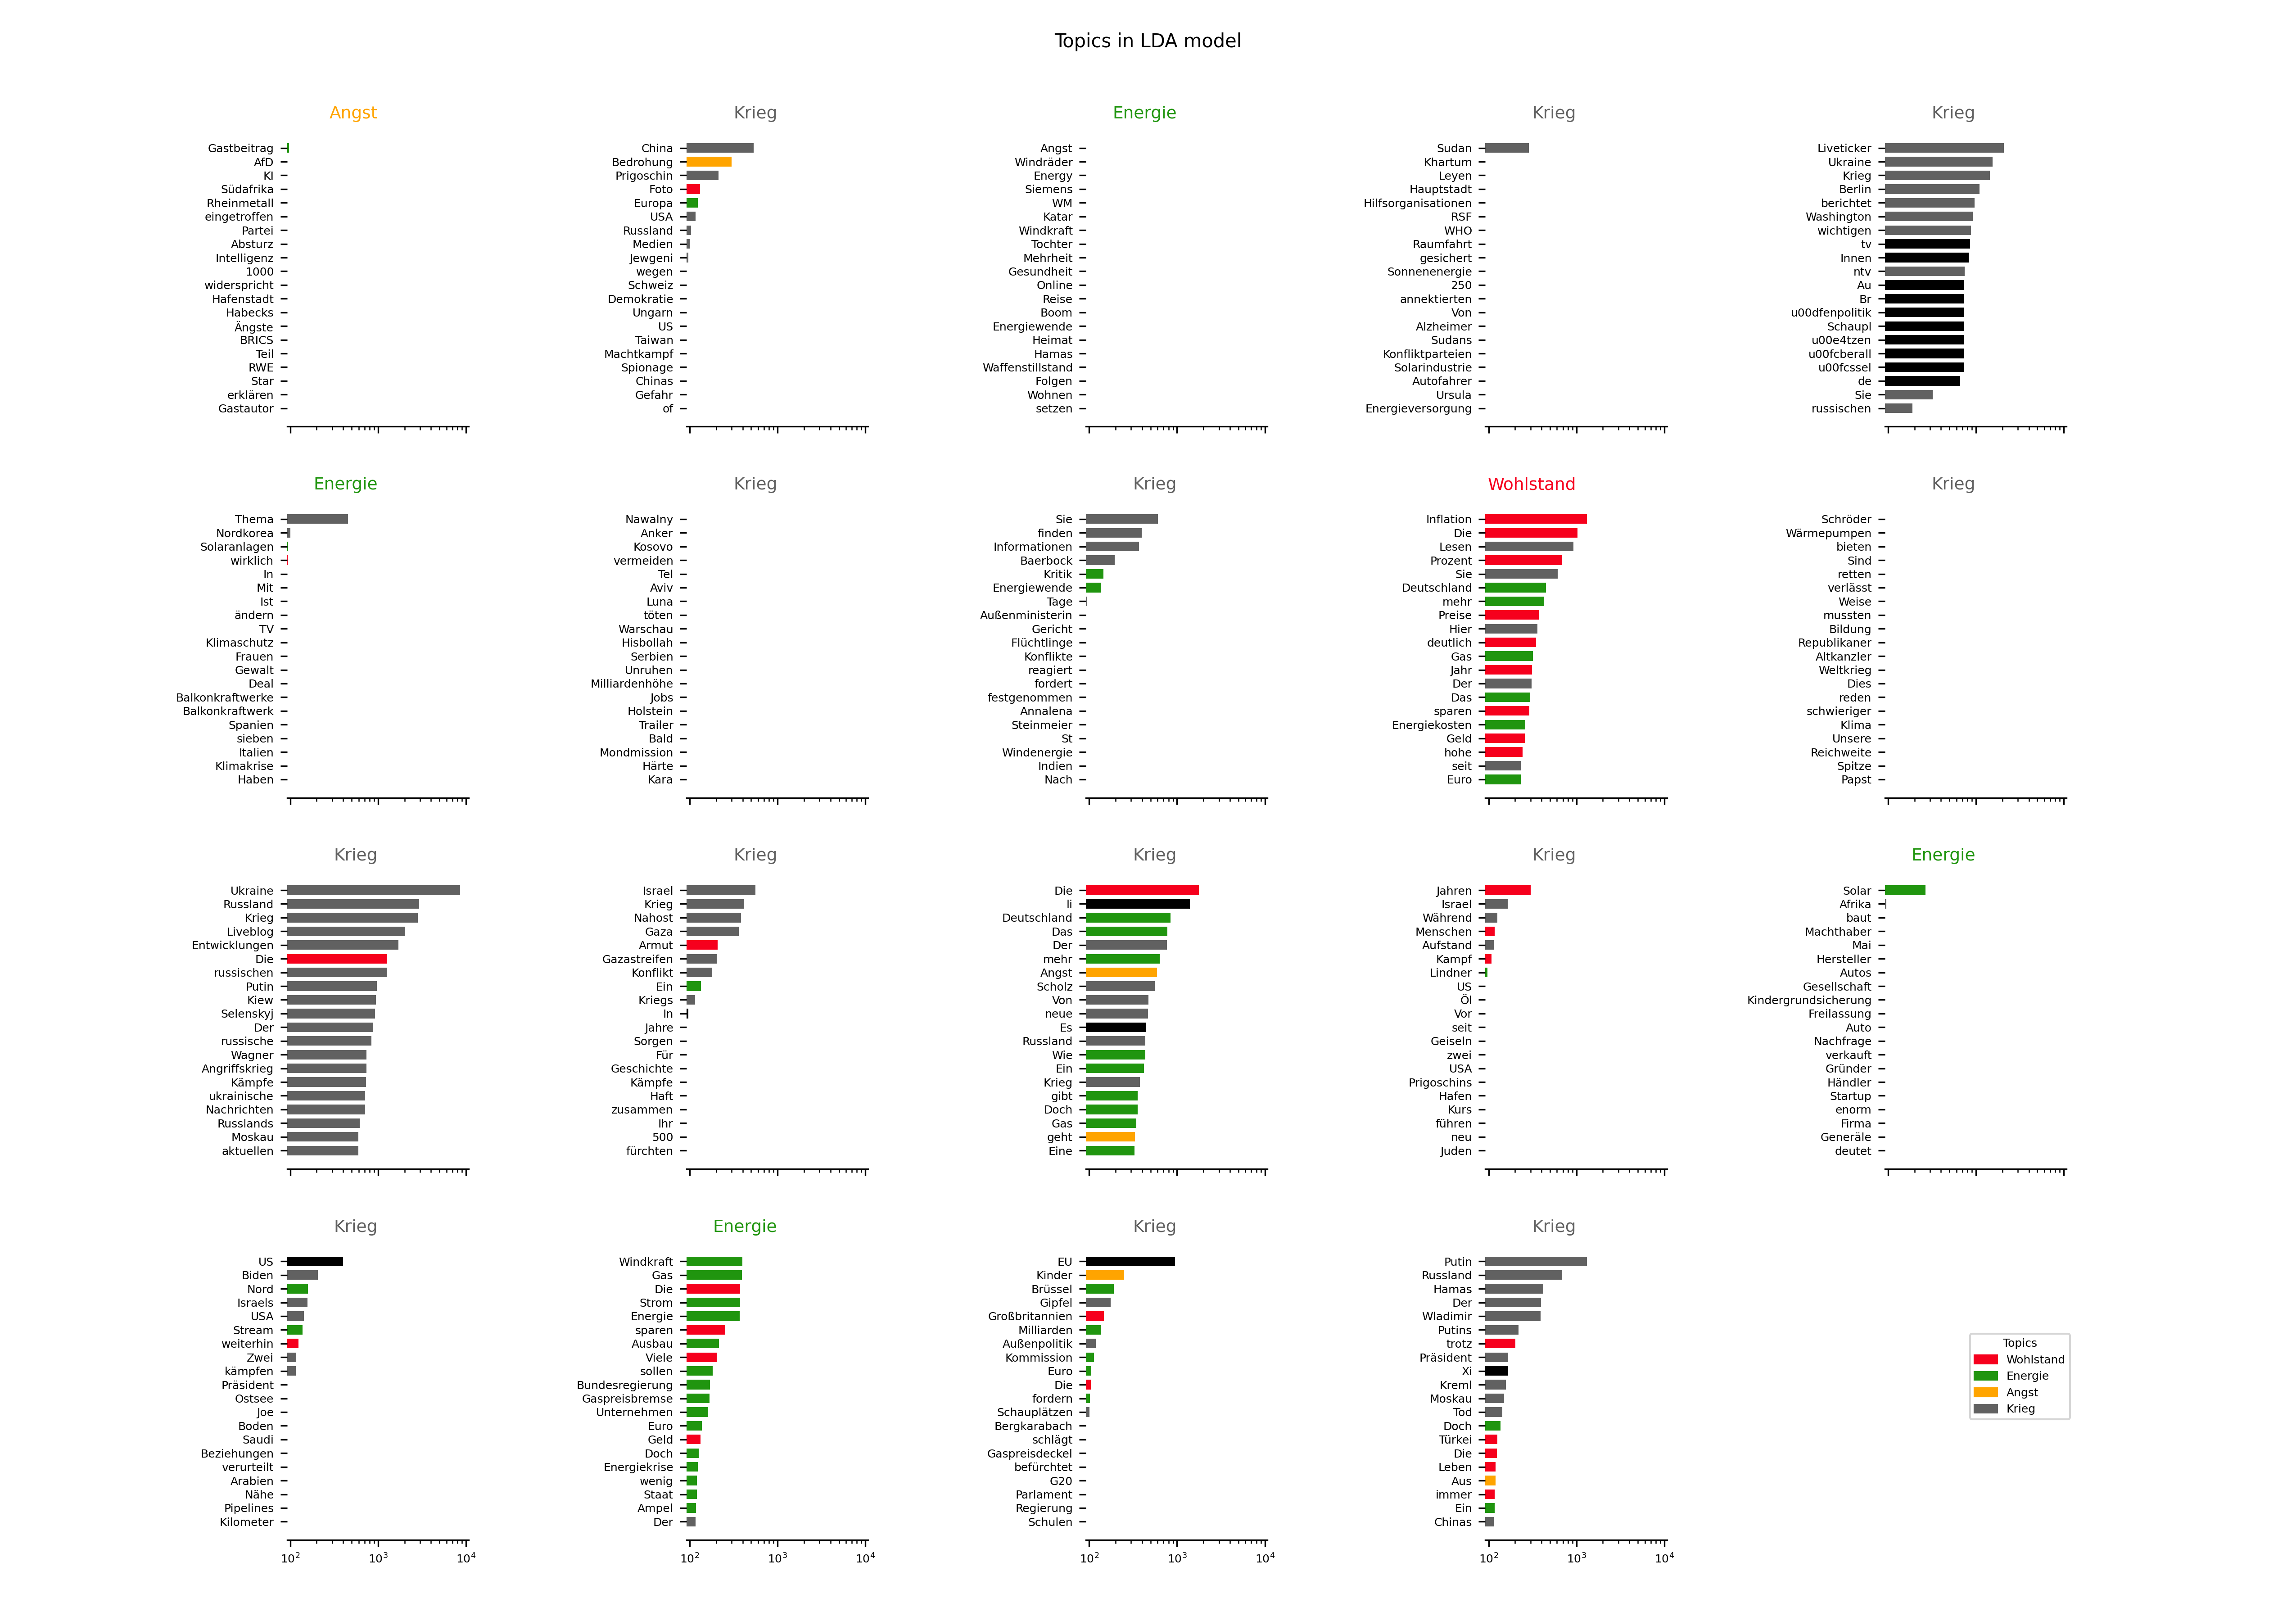 Topics in LDA model
Angst
Gastbeitrag
AfD
KI
Südafrika
Rheinmetall
eingetroffen
Partei
Absturz
Intelligenz
1000
widerspricht
Hafenstadt
Habecks
Ängste
BRICS
Teil
RWE
Star
erklären
Gastautor
Krieg
China
Bedrohung
Prigoschin
Foto
Europa
USA
Russland
Medien
Jewgeni
wegen
Schweiz
Demokratie
Ungarn
US
Taiwan
Machtkampf
Spionage
Chinas
Gefahr
of
Energie
Angst
Windräder
Energy
Siemens
WM
Katar
Windkraft
Tochter
Mehrheit
Gesundheit
Online
Reise
Boom
Energiewende
Heimat
Hamas
Waffenstillstand
Folgen
Wohnen
setzen
Krieg
Sudan
Khartum
Leyen
Hauptstadt
Hilfsorganisationen
RSF
WHO
Raumfahrt
gesichert
Sonnenenergie
250
annektierten
Von
Alzheimer
Sudans
Konfliktparteien
Solarindustrie
Autofahrer
Ursula
Energieversorgung
Krieg
Liveticker
Ukraine
Krieg
Berlin
berichtet
Washington
wichtigen
tv
Innen
ntv
Au
Br
u00dfenpolitik
Schaupl
u00e4tzen
u00fcberall
u00fcssel
de
Sie
russischen
Energie
Thema
Nordkorea
Solaranlagen
wirklich
In
Mit
Ist
ändern
TV
Klimaschutz
Frauen
Gewalt
Deal
Balkonkraftwerke
Balkonkraftwerk
Spanien
sieben
Italien
Klimakrise
Haben
Krieg
Nawalny
Anker
Kosovo
vermeiden
Tel
Aviv
Luna
töten
Warschau
Hisbollah
Serbien
Unruhen
Milliardenhöhe
Jobs
Holstein
Trailer
Bald
Mondmission
Härte
Kara
Krieg
Sie
finden
Informationen
Baerbock
Kritik
Energiewende
Tage
Außenministerin
Gericht
Flüchtlinge
Konflikte
reagiert
fordert
festgenommen
Annalena
Steinmeier
St
Windenergie
Indien
Nach
Wohlstand
Inflation
Die
Lesen
Prozent
Sie
Deutschland
mehr
Preise
Hier
deutlich
Gas
Jahr
Der
Das
sparen
Energiekosten
Geld
hohe
seit
Euro
Krieg
Schröder
Wärmepumpen
bieten
Sind
retten
verlässt
Weise
mussten
Bildung
Republikaner
Altkanzler
Weltkrieg
Dies
reden
schwieriger
Klima
Unsere
Reichweite
Spitze
Papst
Krieg
Ukraine
Russland
Krieg
Liveblog
Entwicklungen
Die
russischen
Putin
Kiew
Selenskyj
Der
russische
Wagner
Angriffskrieg
Kämpfe
ukrainische
Nachrichten
Russlands
Moskau
aktuellen
Krieg
Israel
Krieg
Nahost
Gaza
Armut
Gazastreifen
Konflikt
Ein
Kriegs
In
Jahre
Sorgen
Für
Geschichte
Kämpfe
Haft
zusammen
Ihr
500
fürchten
Krieg
Die
li
Deutschland
Das
Der
mehr
Angst
Scholz
Von
neue
Es
Russland
Wie
Ein
Krieg
gibt
Doch
Gas
geht
Eine
Krieg
Jahren
Israel
Während
Menschen
Aufstand
Kampf
Lindner
US
Öl
Vor
seit
Geiseln
zwei
USA
Prigoschins
Hafen
Kurs
führen
neu
Juden
Energie
Solar
Afrika
baut
Machthaber
Mai
Hersteller
Autos
Gesellschaft
Kindergrundsicherung
Freilassung
Auto
Nachfrage
verkauft
Gründer
Händler
Startup
enorm
Firma
Generäle
deutet
Krieg
US
Biden
Nord
Israels
USA
Stream
weiterhin
Zwei
kämpfen
Präsident
Ostsee
Joe
Boden
Saudi
Beziehungen
verurteilt
Arabien
Nähe
Pipelines
Kilometer
10² 10³ 10⁴
Energie
Windkraft
Gas
Die
Strom
Energie
sparen
Ausbau
Viele
sollen
Bundesregierung
Gaspreisbremse
Unternehmen
Euro
Geld
Doch
Energiekrise
wenig
Staat
Ampel
Der
10² 10³ 10⁴
Krieg
EU
Kinder
Brüssel
Gipfel
Großbritannien
Milliarden
Außenpolitik
Kommission
Euro
Die
fordern
Schauplätzen
Bergkarabach
schlägt
Gaspreisdeckel
befürchtet
G20
Parlament
Regierung
Schulen
10² 10³ 10⁴
Krieg
Putin
Russland
Hamas
Der
Wladimir
Putins
trotz
Präsident
Xi
Kreml
Moskau
Tod
Doch
Türkei
Die
Leben
Aus
immer
Ein
Chinas
10² 10³ 10⁴
Topics
Wohlstand
Energie
Angst
Krieg